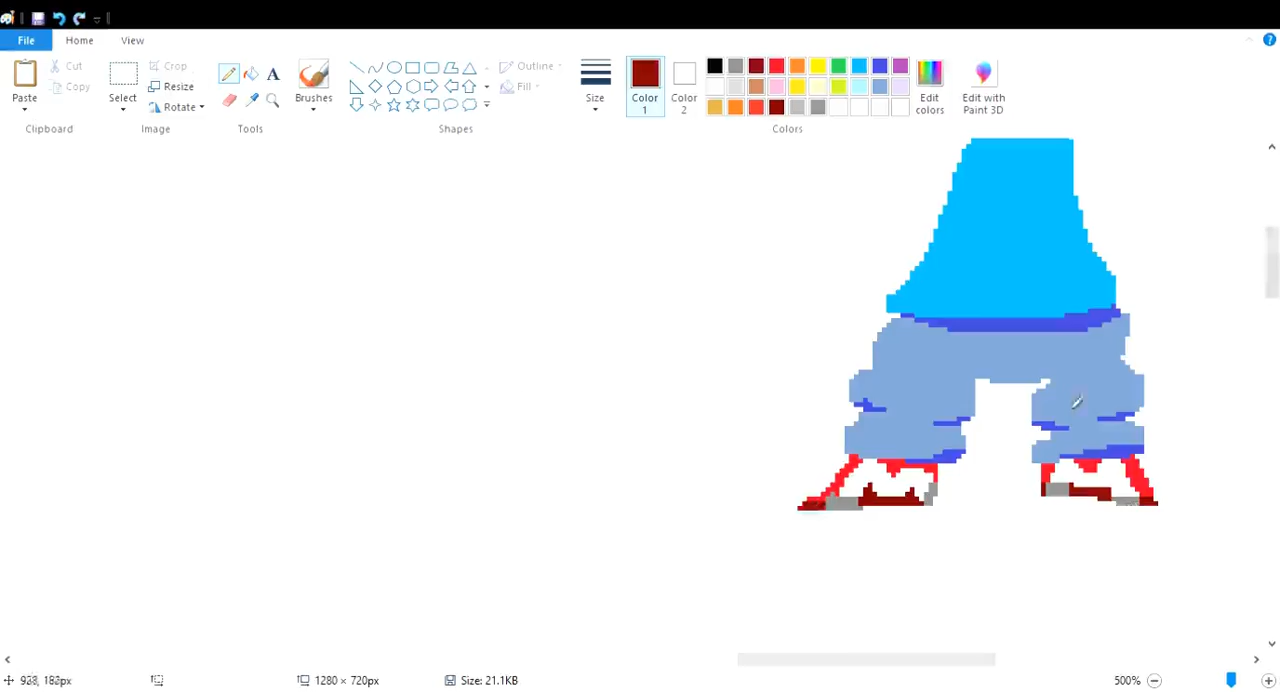 File Home View
Paste Cut Copy Clipboard
Select Crop Resize Rotate Image
A Tools
Brushes
Outline Fill Shapes
Size
Color 1 Color 2 Edit colors Edit with Paint 3D Colors
1280 × 720px Size: 21.1KB 500%